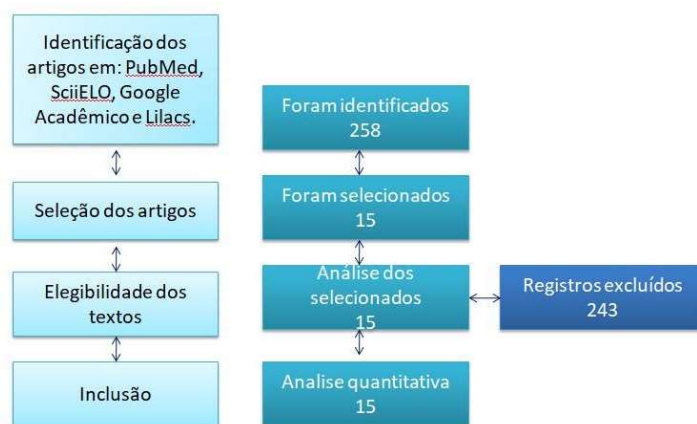 Identificação dos
artigos em: PubMed,
SciiELO, Google
Acadêmico e Lilacs.
Foram identificados
258
Seleção dos artigos
Foram selecionados
15
Elegibilidade dos
textos
Análise dos
selecionados
15
Registros excluídos
243
Inclusão
Analise quantitativa
15